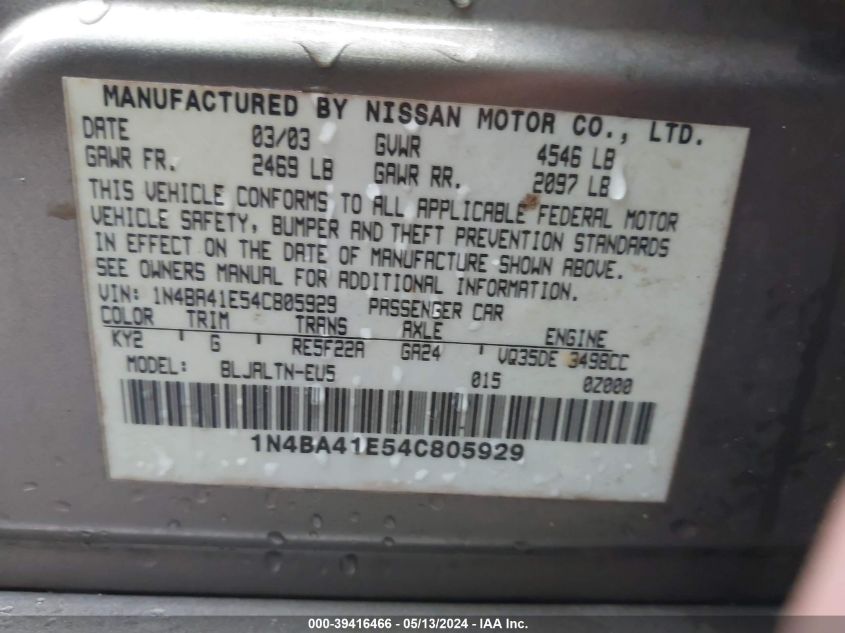 MANUFACTURED BY NISSAN MOTOR CO., LTD.
DATE 03/03 GVWR 4546 LB
GAWR FR. 2469 LB GAWR RR. 2097 LB
THIS VEHICLE CONFORMS TO ALL APPLICABLE FEDERAL MOTOR
VEHICLE SAFETY, BUMPER AND THEFT PREVENTION STANDARDS
IN EFFECT ON THE DATE OF MANUFACTURE SHOWN ABOVE.
SEE OWNERS MANUAL FOR ADDITIONAL INFORMATION.
VIN: 1N4BA41E54C805929 PASSENGER CAR
COLOR TRIM TRANS AXLE ENGINE
KY2 G RE5F22A GA24 VQ35DE 3498CC
MODEL: BLJALTN-EU5 015 0Z000
1N4BA41E54C805929
000-39416466 - 05/13/2024 - IAA Inc.